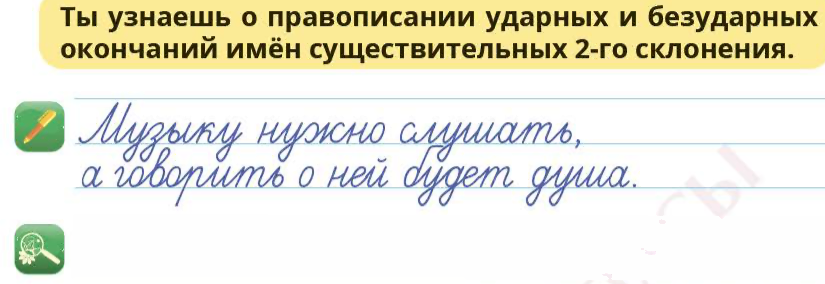 Ты узнаешь о правописании ударных и безударных
окончаний имён существительных 2-го склонения.
Музыку нужно слушать,
а говорить о ней будет душа.